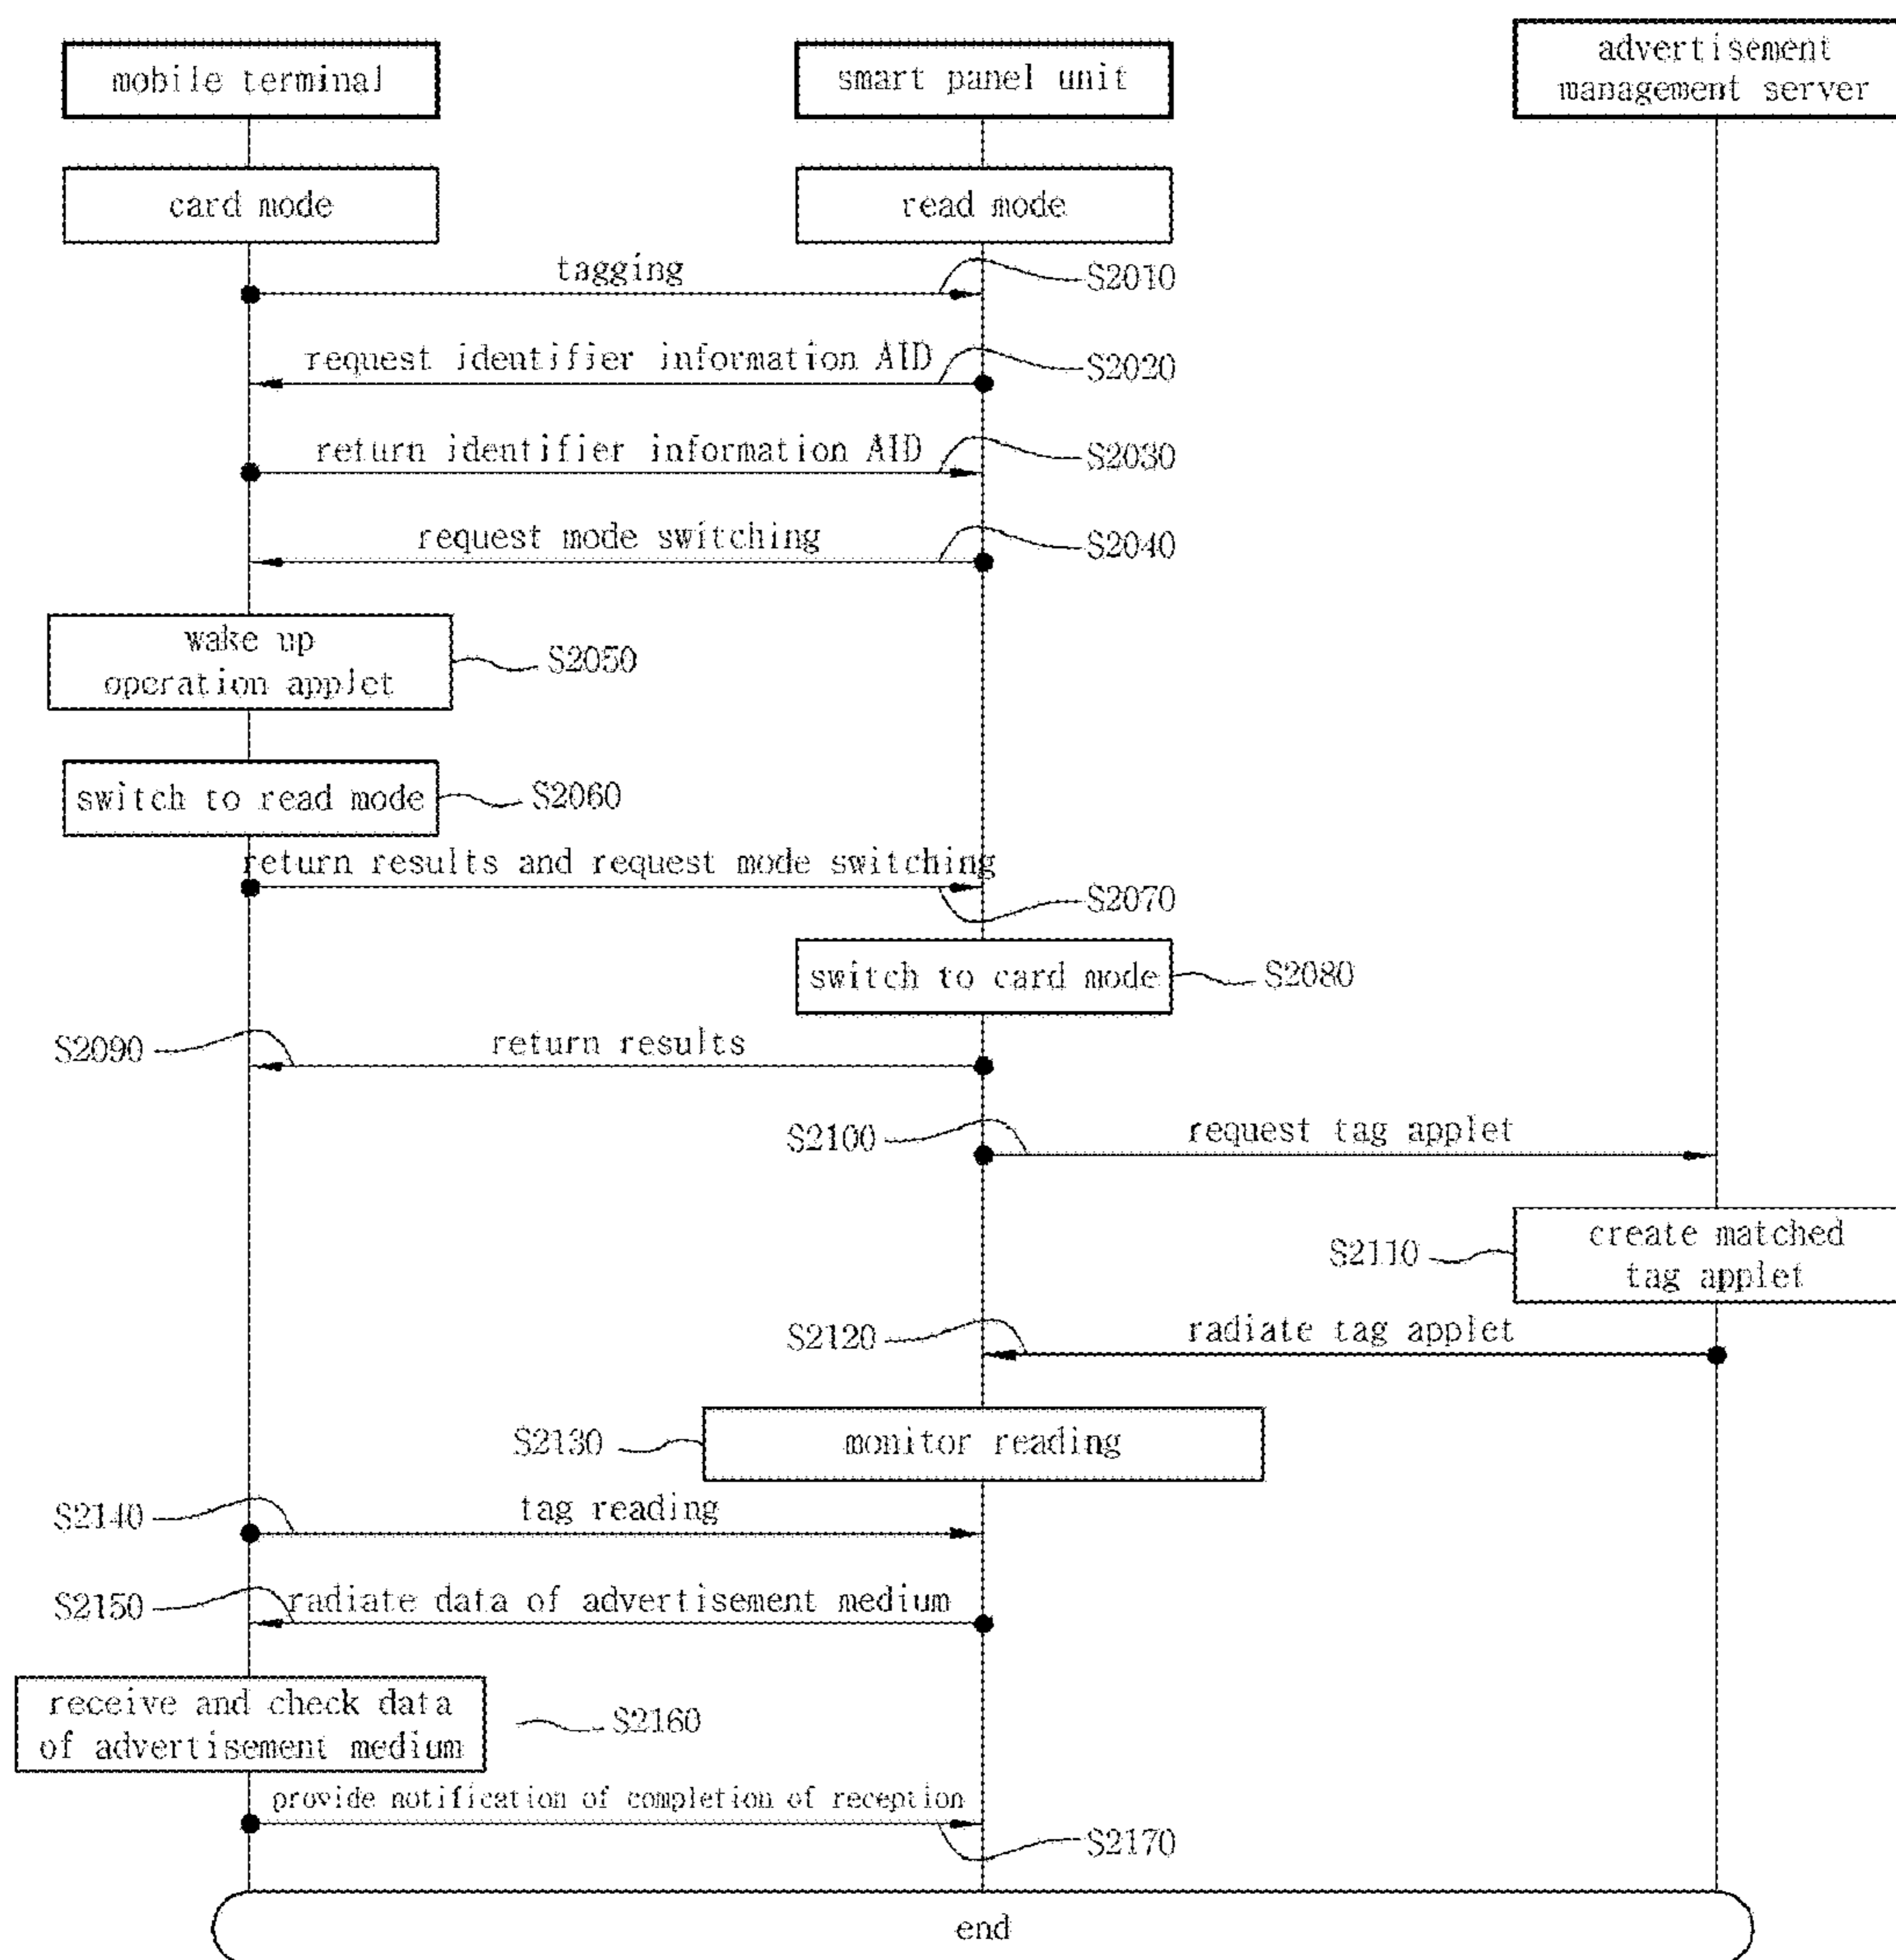 mobile terminal
smart panel unit
advertisement
management server
card mode
read mode
tagging
S2010
request identifier information AID
S2020
return identifier information AID
S2030
request mode switching
S2040
wake up
operation applet
S2050
switch to read mode
S2060
return results and request mode switching
S2070
switch to card mode
S2080
S2090
return results
S2100
request tag applet
S2110
create matched
tag applet
S2120
radiate tag applet
S2130
monitor reading
S2140
tag reading
S2150
radiate data of advertisement medium
receive and check data
of advertisement medium
S2160
provide notification of completion of reception
S2170
end